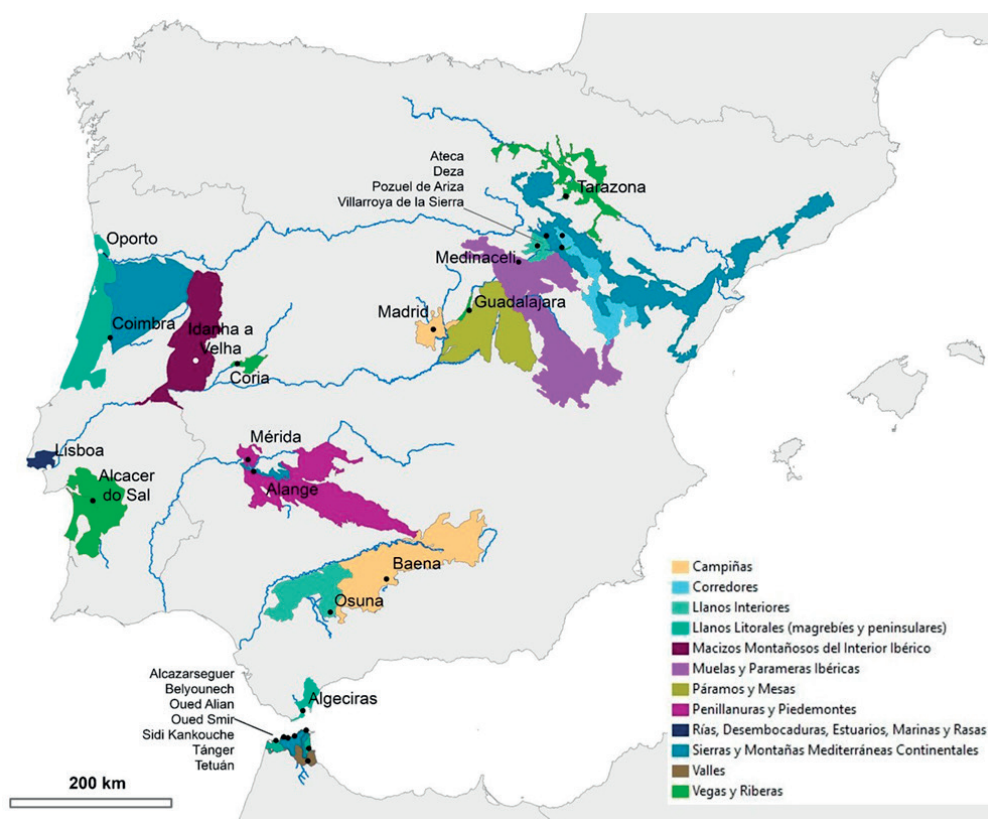 Ateca
Deza
Pozuel de Ariza
Villarroya de la Sierra
Tarazona
Oporto
Medinaceli
Coimbra
Madrid
Guadalajara
Idanha a
Velha
Coria
Lisboa
Mérida
Alcacer
do Sal
Alange
Baena
Osuna
Alcazarseguer
Belyounech
Oued Alian
Oued Smir
Sidi Kankouche
Tánger
Tetuán
Algeciras
200 km
Campiñas
Corredores
Llanos Interiores
Llanos Litorales (magrebíes y peninsulares)
Macizos Montañosos del Interior Ibérico
Muelas y Parameras Ibéricas
Páramos y Mesas
Penillanuras y Piedemontes
Rías, Desembocaduras, Estuarios, Marinas y Rasas
Sierras y Montañas Mediterráneas Continentales
Valles
Vegas y Riberas